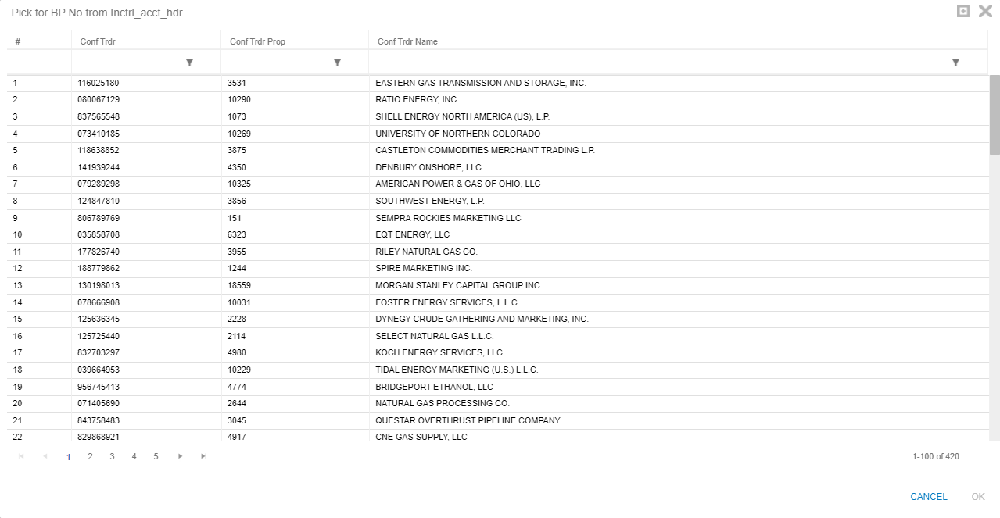 Pick for BP No from Inctrl_acct_hdr
# Conf Trdr Conf Trdr Prop Conf Trdr Name
1 116025180 3531 EASTERN GAS TRANSMISSION AND STORAGE, INC.
2 080067129 10290 RATIO ENERGY, INC.
3 837565548 1073 SHELL ENERGY NORTH AMERICA (US), L.P.
4 073410185 10269 UNIVERSITY OF NORTHERN COLORADO
5 118638852 3875 CASTLETON COMMODITIES MERCHANT TRADING L.P.
6 141939244 4350 DENBURY ONSHORE, LLC
7 079289298 10325 AMERICAN POWER & GAS OF OHIO, LLC
8 124847810 3856 SOUTHWEST ENERGY, L.P.
9 806789769 151 SEMPRA ROCKIES MARKETING LLC
10 035858708 6323 EQT ENERGY, LLC
11 177826740 3955 RILEY NATURAL GAS CO.
12 188779862 1244 SPIRE MARKETING INC.
13 130198013 18559 MORGAN STANLEY CAPITAL GROUP INC.
14 078666908 10031 FOSTER ENERGY SERVICES, L.L.C.
15 125636345 2228 DYNEGY CRUDE GATHERING AND MARKETING, INC.
16 125725440 2114 SELECT NATURAL GAS L.L.C.
17 832703297 4980 KOCH ENERGY SERVICES, LLC
18 039664953 10229 TIDAL ENERGY MARKETING (U.S.) L.L.C.
19 956745413 4774 BRIDGEPORT ETHANOL, LLC
20 071405690 2644 NATURAL GAS PROCESSING CO.
21 843758483 3045 QUESTAR OVERTHRUST PIPELINE COMPANY
22 829868921 4917 CNE GAS SUPPLY, LLC
1 2 3 4 5 1-100 of 420
CANCEL OK